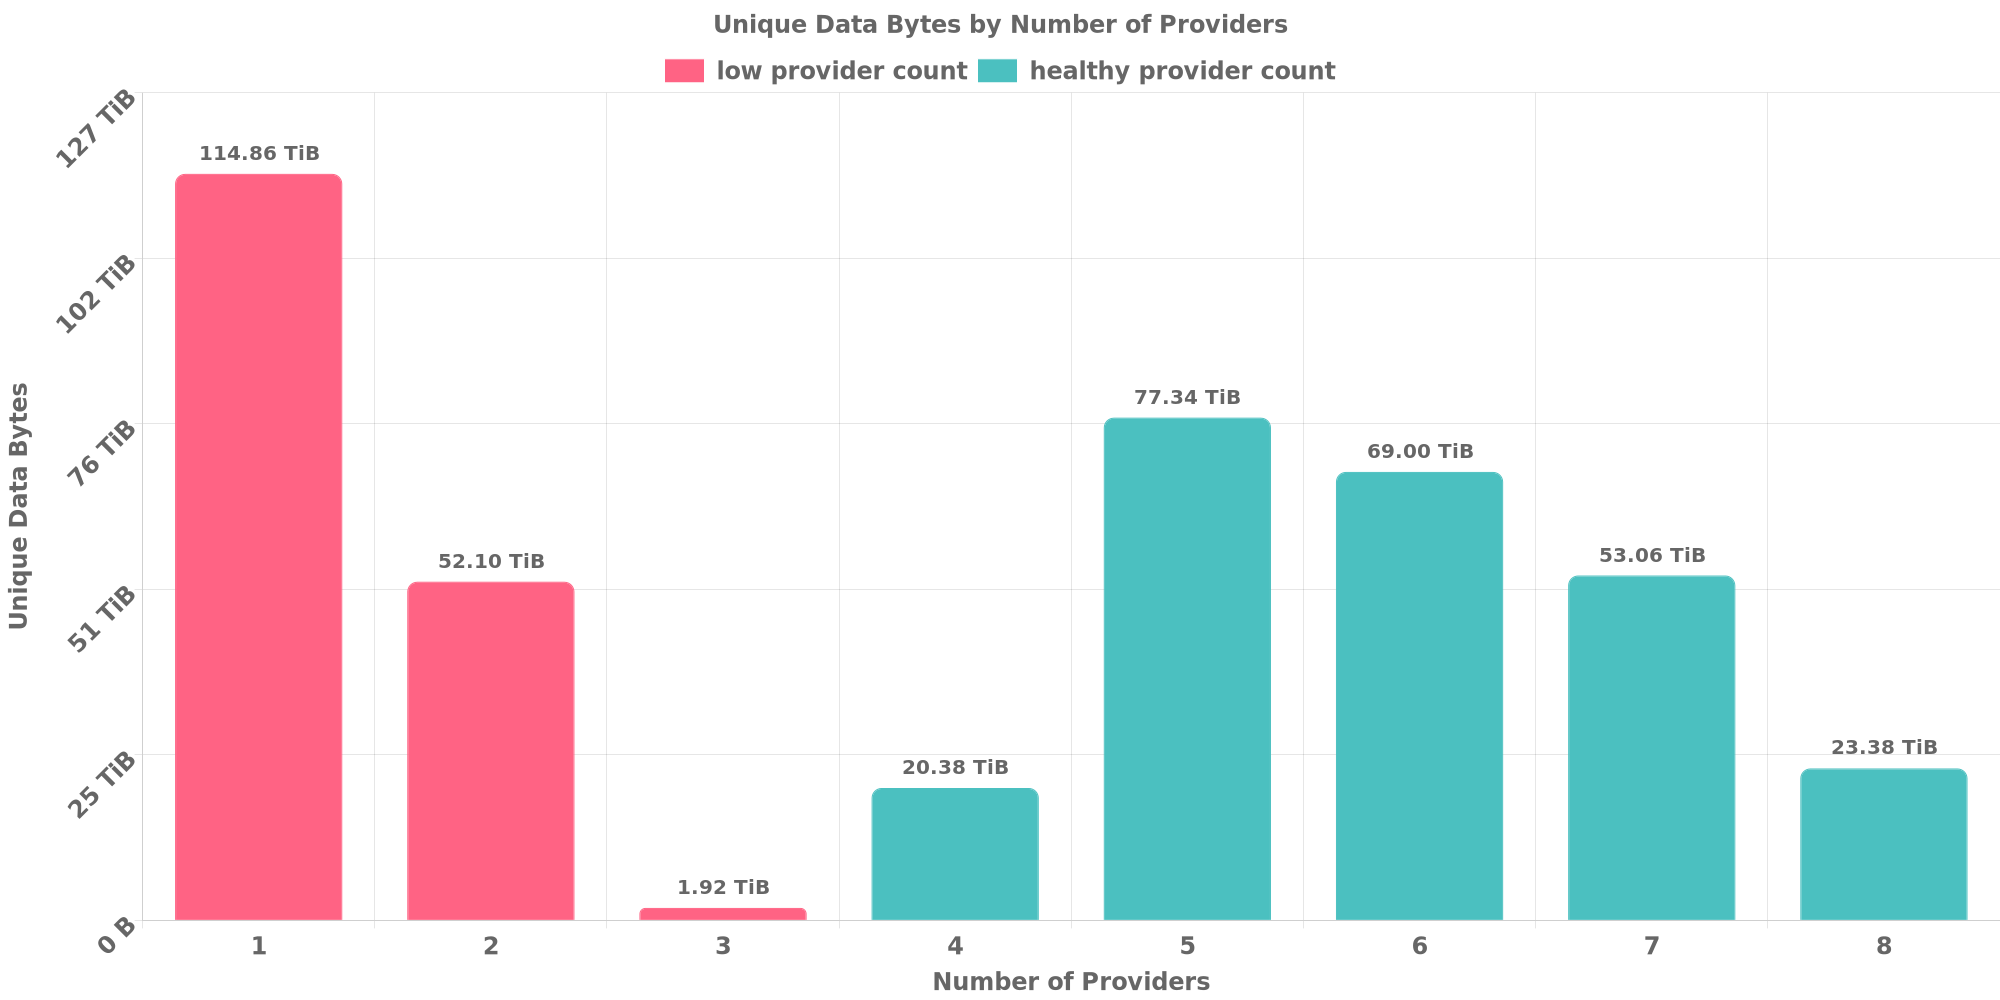 Unique Data Bytes by Number of Providers
low provider count healthy provider count
127 TiB
102 TiB
76 TiB
51 TiB
25 TiB
0 B
Unique Data Bytes
114.86 TiB
52.10 TiB
1.92 TiB
20.38 TiB
77.34 TiB
69.00 TiB
53.06 TiB
23.38 TiB
1 2 3 4 5 6 7 8
Number of Providers